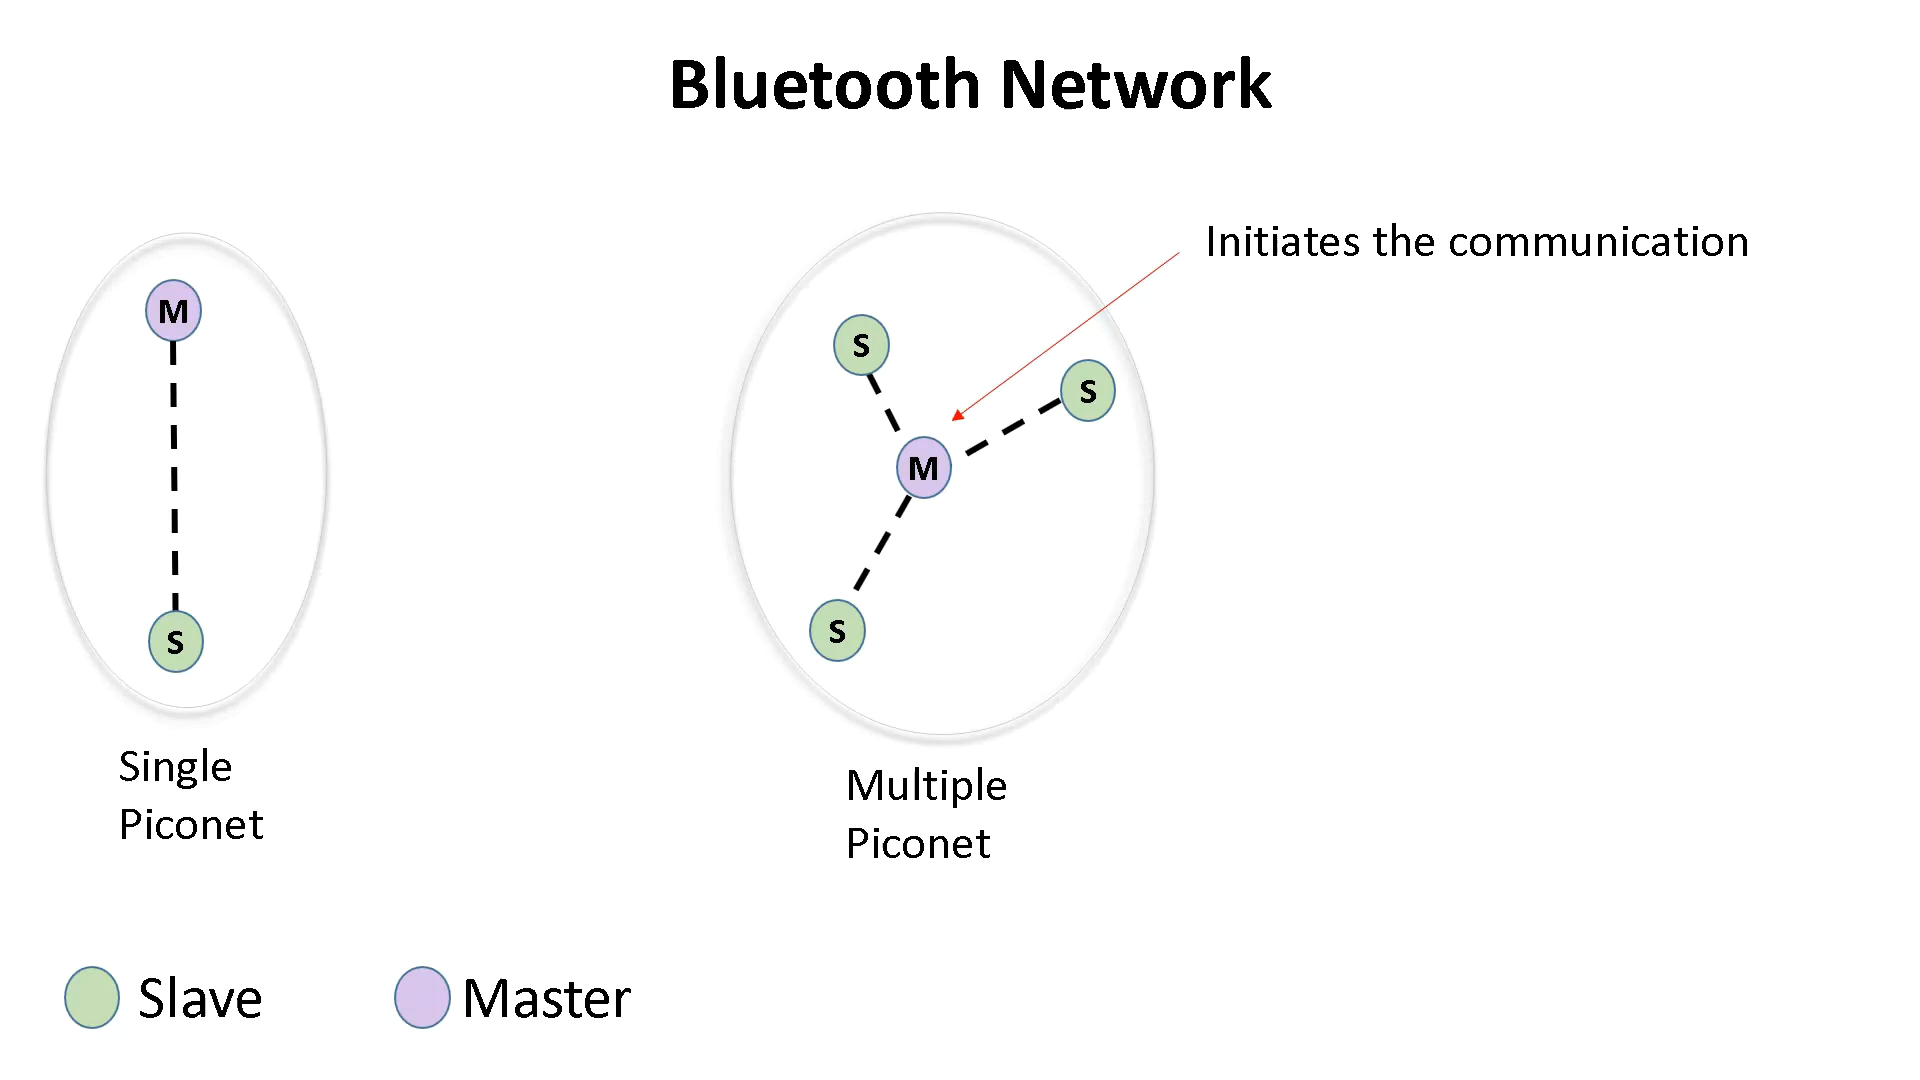 Bluetooth Network
Initiates the communication
M
S
S
S
M
S
Single
Piconet
Multiple
Piconet
Slave
Master